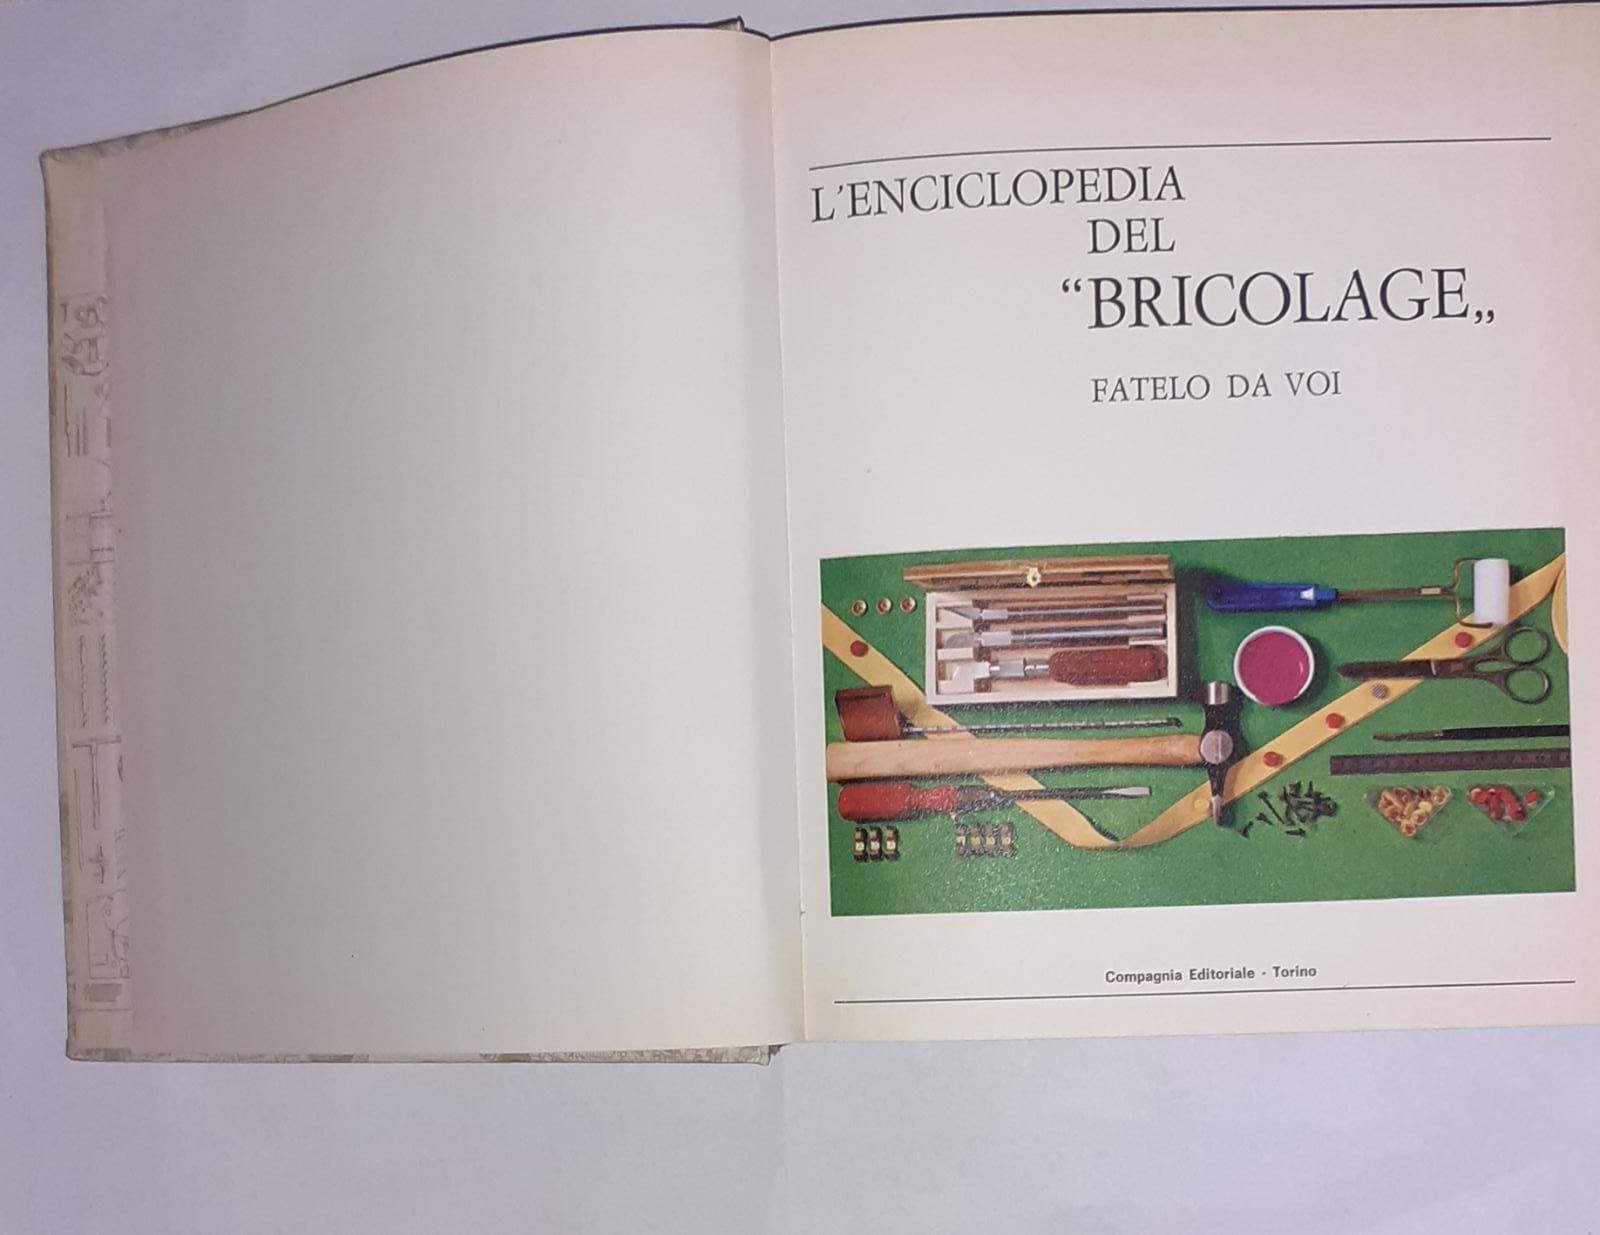 L'ENCICLOPEDIA
DEL
“BRICOLAGE„
FATELO DA VOI
Compagnia Editoriale - Torino